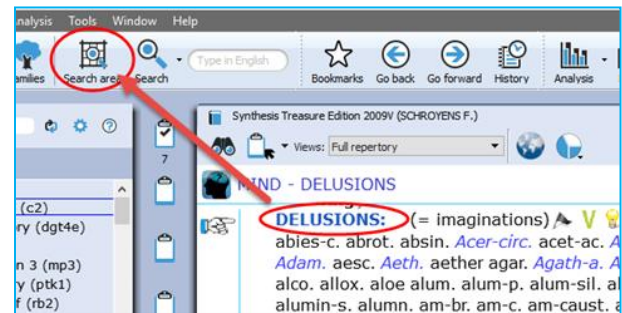 Analysis Tools Window Help
Families Search area Search Type in English Bookmarks Go back Go forward History Analysis
Synthesis Treasure Edition 2009V (SCHROYENS F.)
Views: Full repertory
7
MIND - DELUSIONS
DELUSIONS: (= imaginations) V
abies-c. abrot. absin. Acer-circ. acet-ac.
Adam. aesc. Aeth. aether agar. Agath-a. A
alco. allox. aloe alum. alum-p. alum-sil.
alumin-s. alumn. am-br. am-c. am-caust.
(c2)
(dgt4e)
n 3 (mp3)
(ptk1)
(rb2)